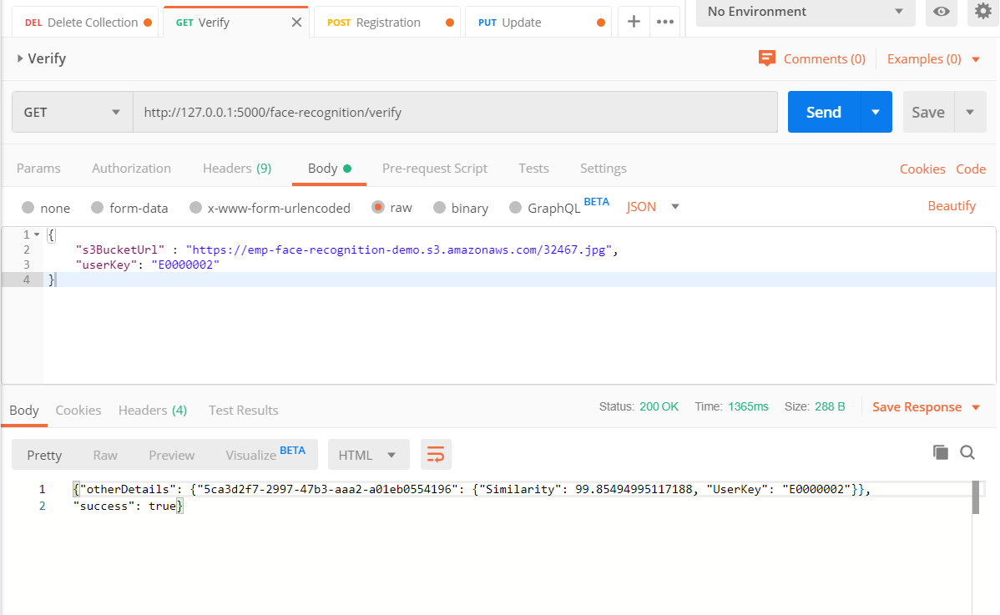 DEL Delete Collection GET Verify POST Registration PUT Update No Environment
Verify Comments (0) Examples (0)
GET http://127.0.0.1:5000/face-recognition/verify Send Save
Params Authorization Headers (9) Body Pre-request Script Tests Settings Cookies Code
none form-data x-www-form-urlencoded raw binary GraphQL BETA JSON Beautify
1 {
2 "s3BucketUrl" : "https://emp-face-recognition-demo.s3.amazonaws.com/32467.jpg",
3 "userKey": "E0000002"
4 }
Body Cookies Headers (4) Test Results Status: 200 OK Time: 1365ms Size: 288 B Save Response
Pretty Raw Preview Visualize BETA HTML
1 {"otherDetails": {"5ca3d2f7-2997-47b3-aaa2-a01eb0554196": {"Similarity": 99.85494995117188, "UserKey": "E0000002"}},
2 "success": true}